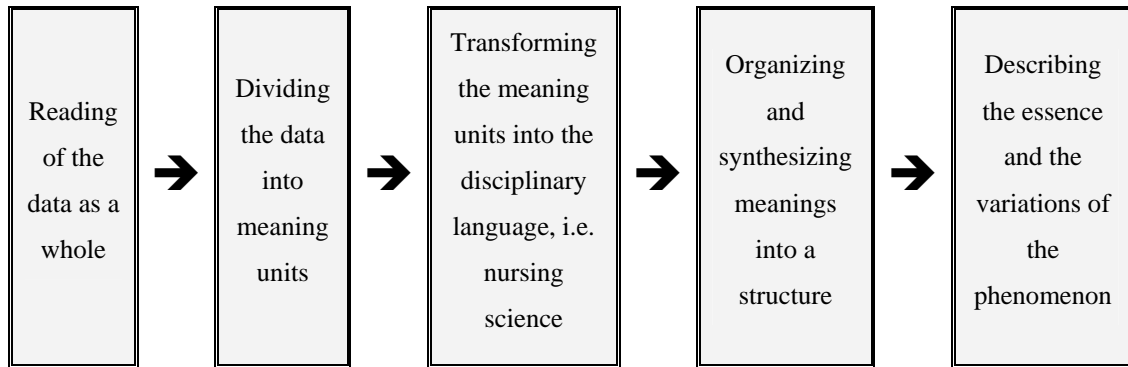 Reading
of the
data as a
whole
Dividing
the data
into
meaning
units
Transforming
the meaning
units into the
disciplinary
language, i.e.
nursing
science
Organizing
and
synthesizing
meanings
into a
structure
Describing
the essence
and the
variations of
the
phenomenon